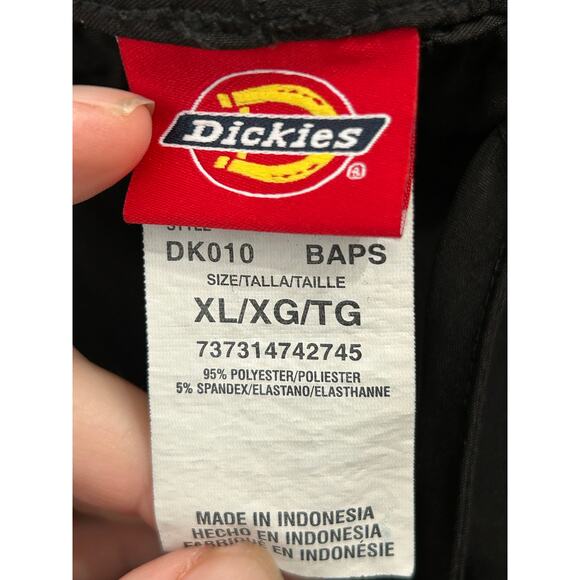 Dickies
®
STYLE
DK010 BAPS
SIZE/TALLA/TAILLE
XL/XG/TG
737314742745
95% POLYESTER/POLIESTER
5% SPANDEX/ELASTANO/ELASTHANNE
MADE IN INDONESIA
HECHO EN INDONESIA
FABRIQUÉ EN INDONÉSIE